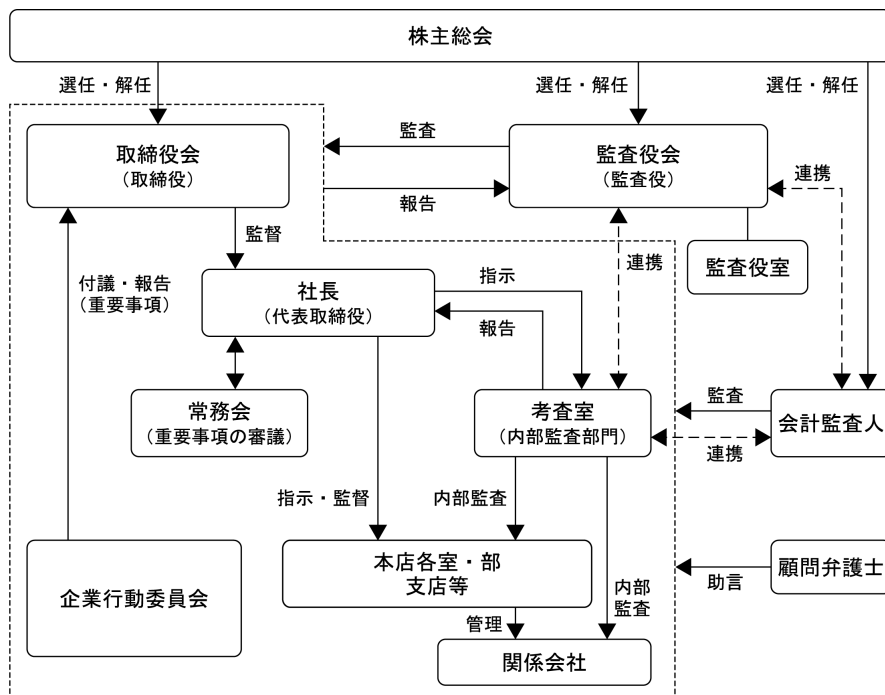 株主総会
選任・解任
選任・解任
選任・解任
取締役会
（取締役）
監査
報告
監査役会
（監査役）
連携
監督
連携
監査役室
付議・報告
（重要事項）
社長
（代表取締役）
指示
報告
常務会
（重要事項の審議）
考査室
（内部監査部門）
監査
連携
会計監査人
指示・監督
内部監査
企業行動委員会
本店各室・部
支店等
内部
監査
助言
顧問弁護士
管理
関係会社